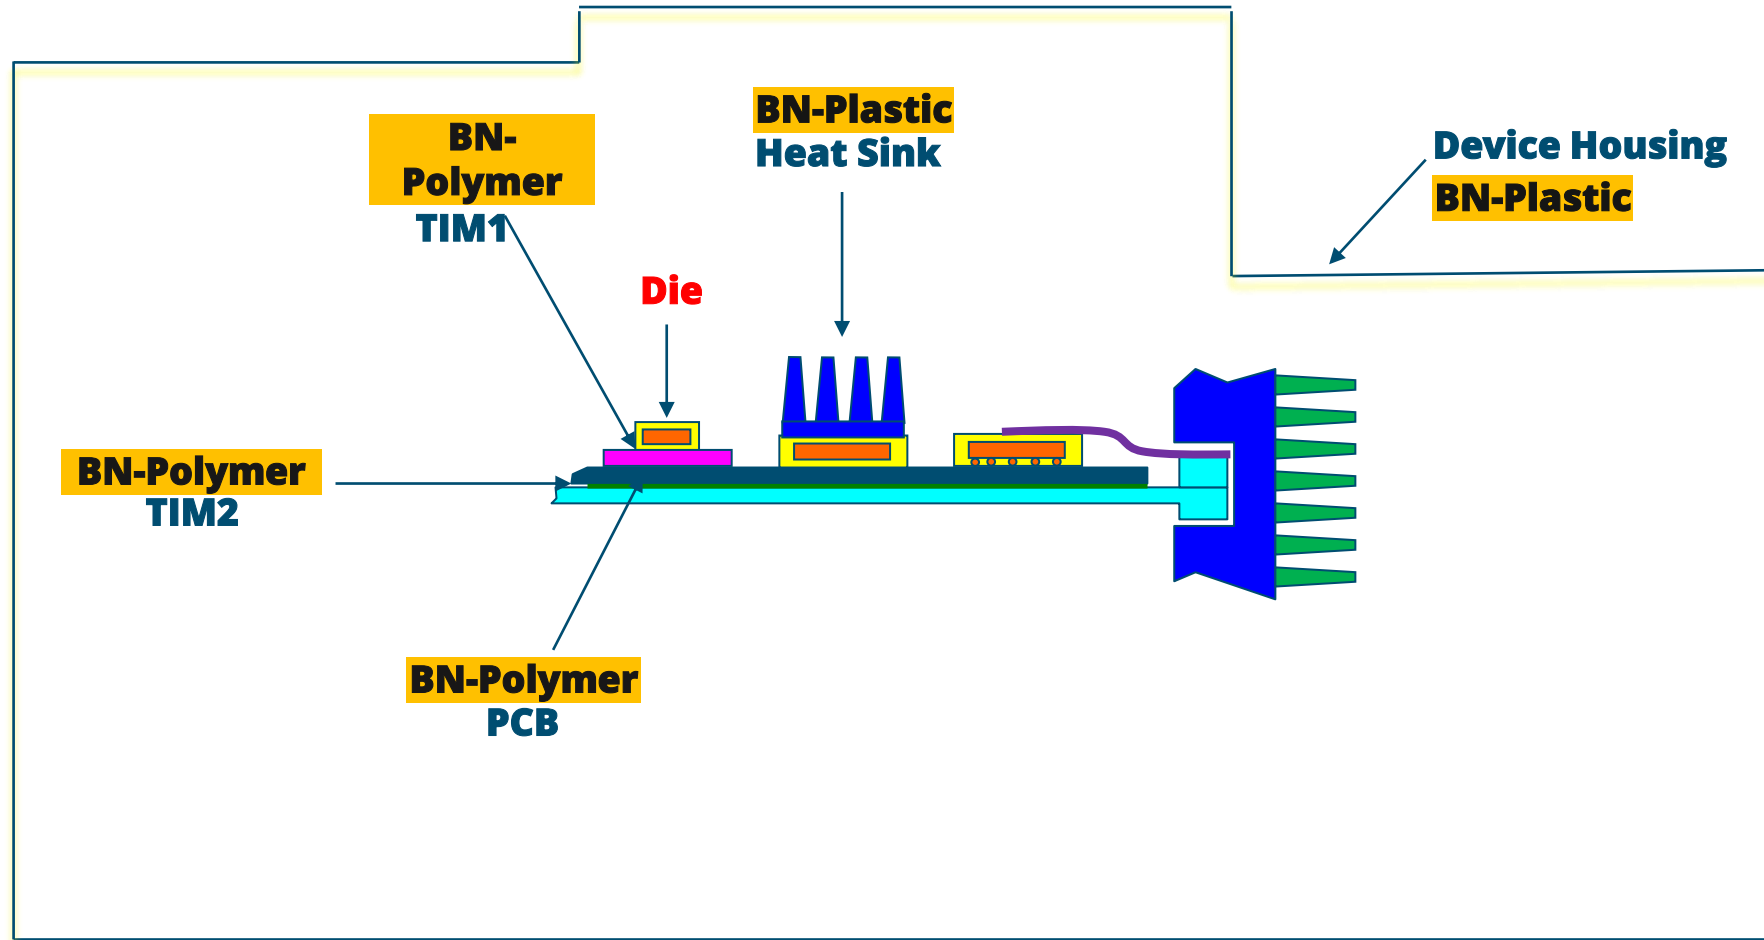 BN-Plastic
Heat Sink
BN-
Polymer
TIM1
Device Housing
BN-Plastic
Die
BN-Polymer
TIM2
BN-Polymer
PCB